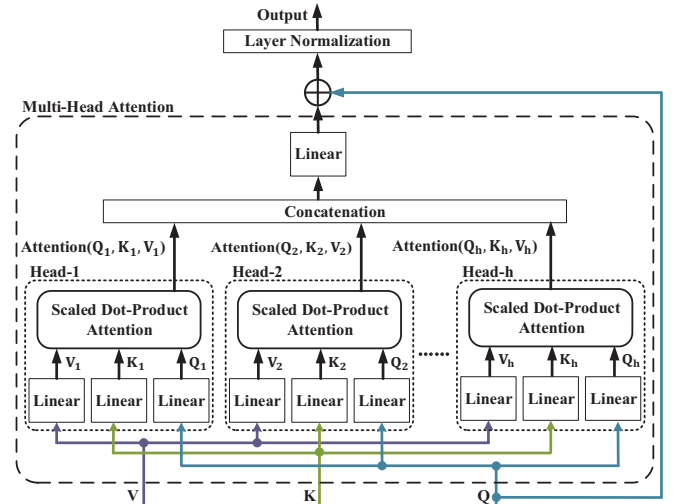 Output
Layer Normalization
Multi-Head Attention
Linear
Concatenation
Attention(Q₁, K₁, V₁) Attention(Q₂, K₂, V₂) Attention(Qₕ, Kₕ, Vₕ)
Head-1 Head-2 Head-h
Scaled Dot-Product Scaled Dot-Product Scaled Dot-Product
Attention Attention Attention
V₁ K₁ Q₁ V₂ K₂ Q₂ Vₕ Kₕ Qₕ
......
Linear Linear Linear Linear Linear Linear Linear Linear Linear
V K Q